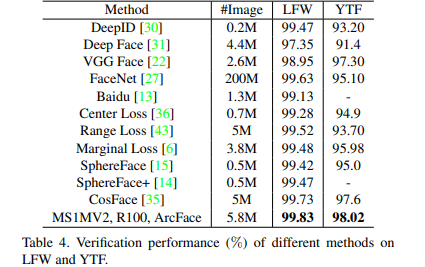 Method #Image LFW YTF
DeepID [30] 0.2M 99.47 93.20
Deep Face [31] 4.4M 97.35 91.4
VGG Face [22] 2.6M 98.95 97.30
FaceNet [27] 200M 99.63 95.10
Baidu [13] 1.3M 99.13 -
Center Loss [36] 0.7M 99.28 94.9
Range Loss [43] 5M 99.52 93.70
Marginal Loss [6] 3.8M 99.48 95.98
SphereFace [15] 0.5M 99.42 95.0
SphereFace+ [14] 0.5M 99.47 -
CosFace [35] 5M 99.73 97.6
MS1MV2, R100, ArcFace 5.8M 99.83 98.02
Table 4. Verification performance (%) of different methods on
LFW and YTF.